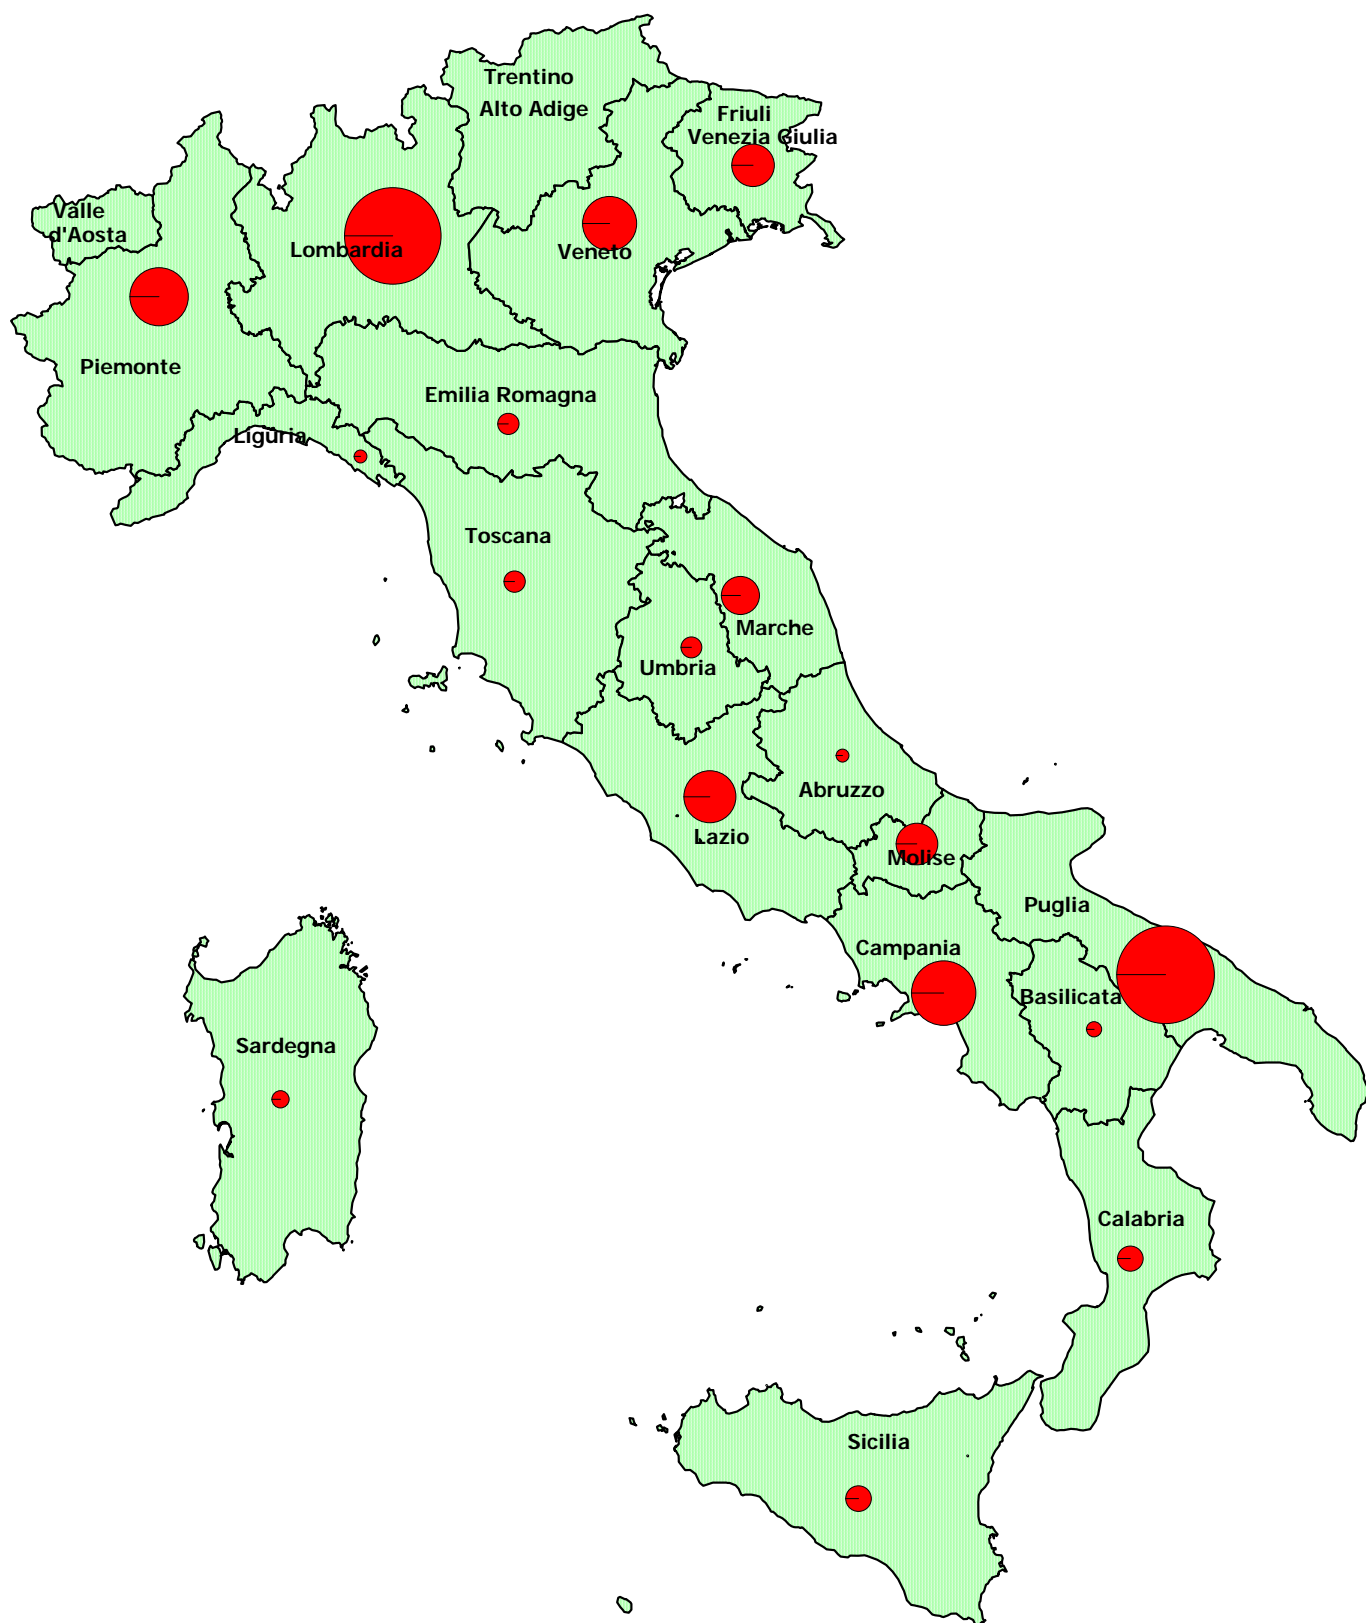 Trentino
Alto Adige
Friuli
Venezia Giulia
Valle
d'Aosta
Lombardia
Veneto
Piemonte
Emilia Romagna
Liguria
Toscana
Marche
Umbria
Abruzzo
Lazio
Molise
Puglia
Campania
Basilicata
Sardegna
Calabria
Sicilia